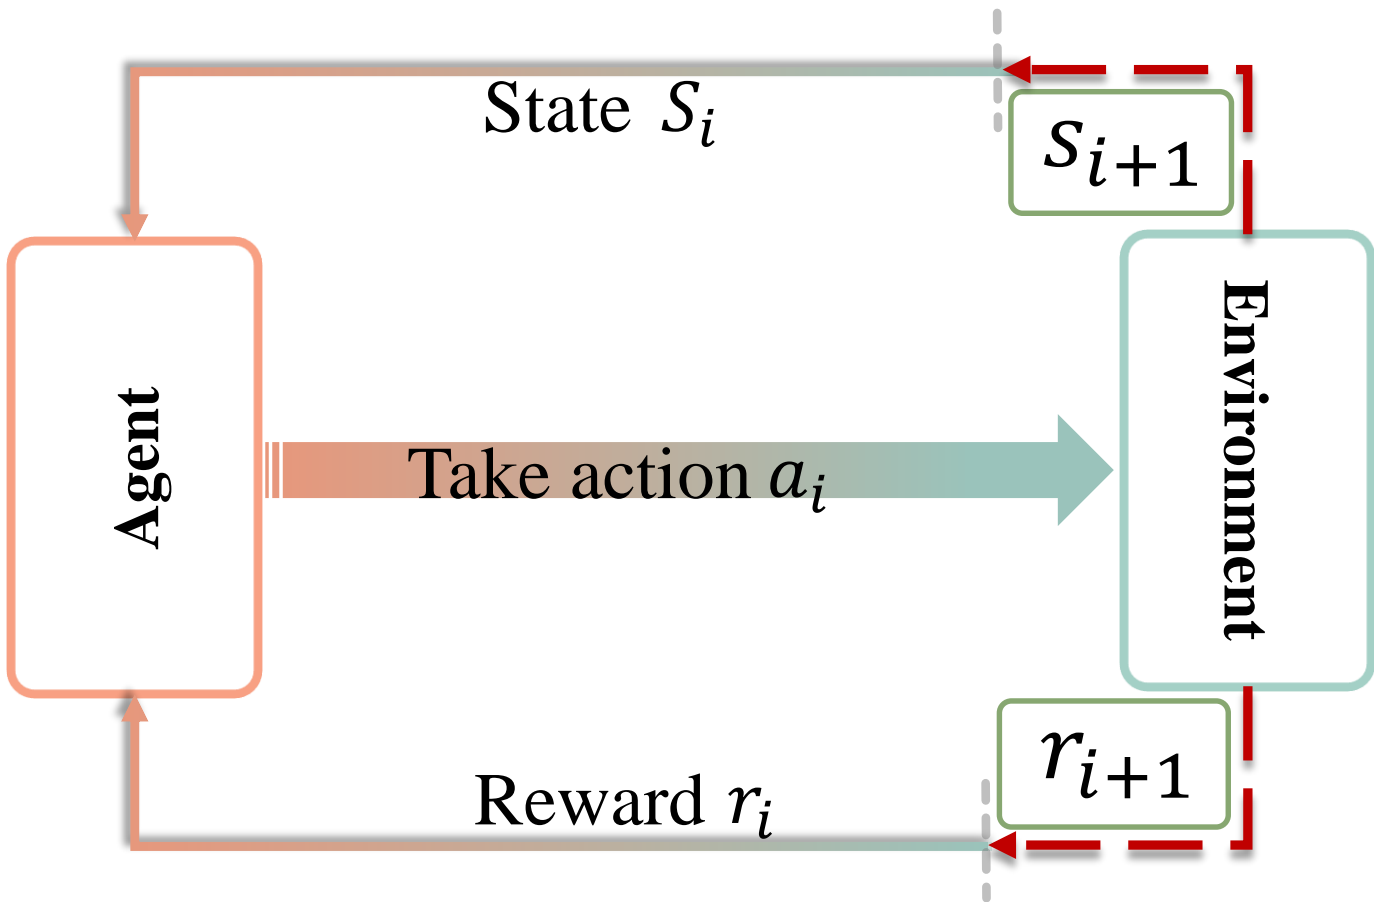 State S_i
s_{i+1}
Agent
Take action a_i
Environment
r_{i+1}
Reward r_i